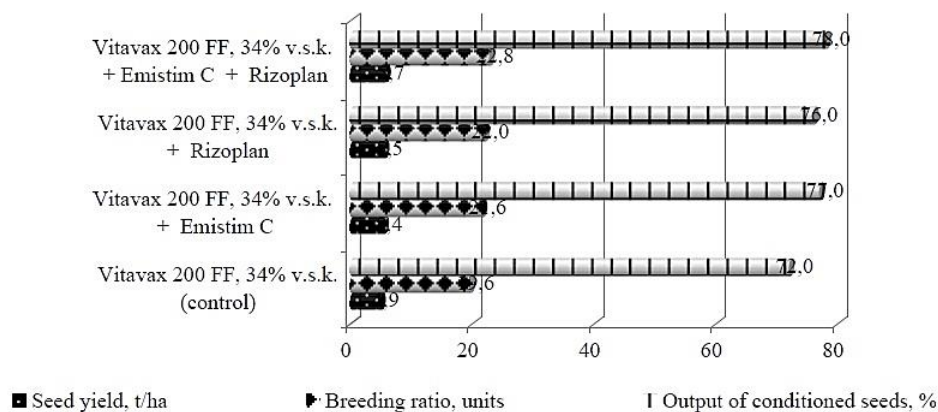 Vitavax 200 FF, 34% v.s.k.
+ Emistim C + Rizoplan
78,0
22,8
Vitavax 200 FF, 34% v.s.k.
+ Rizoplan
76,0
22,0
Vitavax 200 FF, 34% v.s.k.
+ Emistim C
77,0
21,6
Vitavax 200 FF, 34% v.s.k.
(control)
72,0
0 20 40 60 80
Seed yield, t/ha Breeding ratio, units Output of conditioned seeds, %